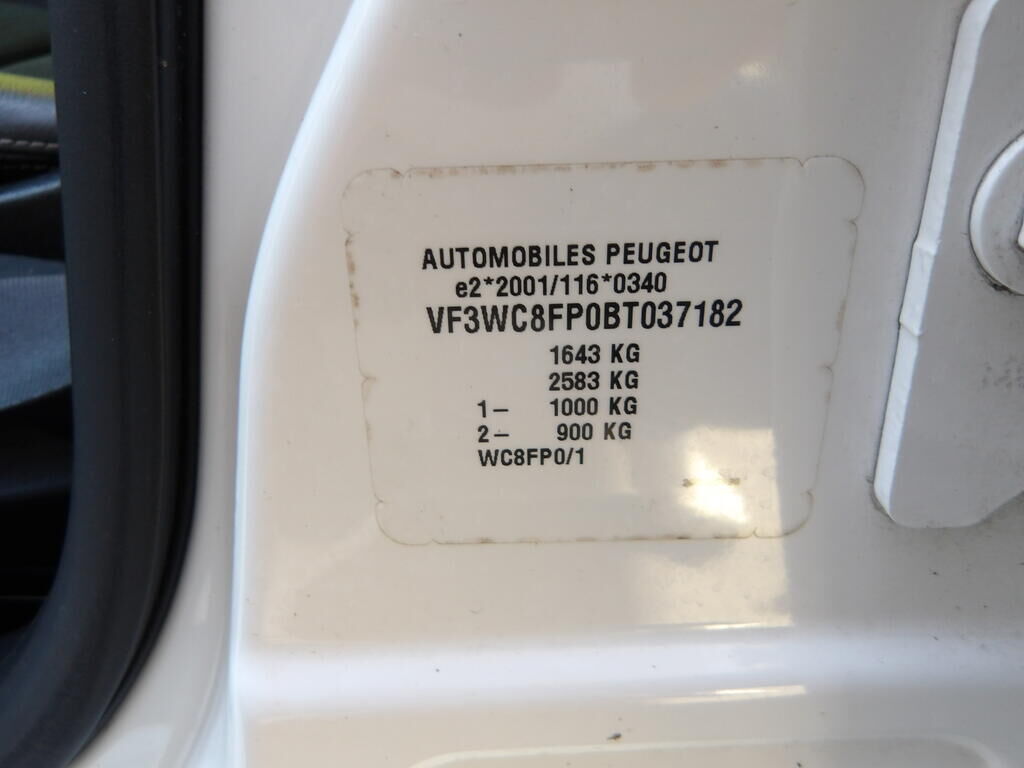 AUTOMOBILES PEUGEOT
e2*2001/116*0340
VF3WC8FP0BT037182
1643 KG
2583 KG
1- 1000 KG
2- 900 KG
WC8FP0/1